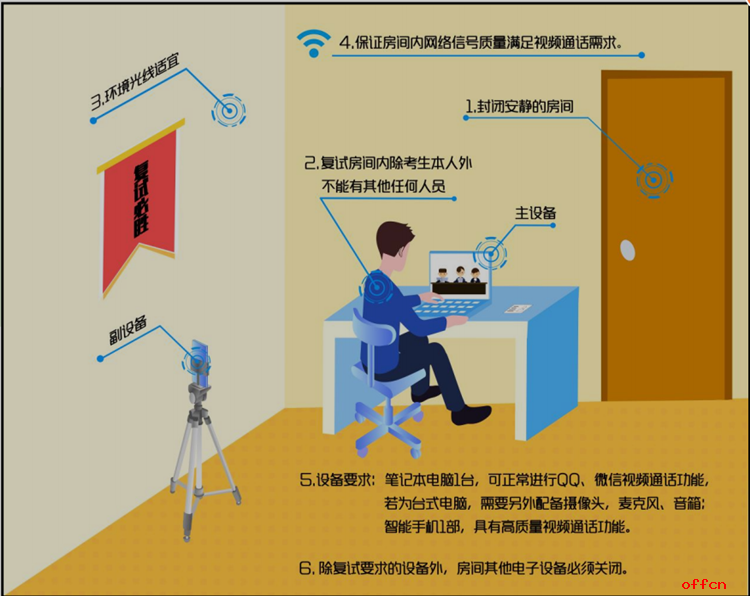 4.保证房间内网络信号质量满足视频通话需求。
3.环境光线适宜
1.封闭安静的房间
2.复试房间内除考生本人外
不能有其他任何人员
复试必胜
主设备
副设备
5.设备要求：笔记本电脑1台，可正常进行QQ、微信视频通话功能，
若为台式电脑，需要另外配备摄像头，麦克风、音箱；
智能手机1部，具有高质量视频通话功能。
6.除复试要求的设备外，房间其他电子设备必须关闭。
offcn